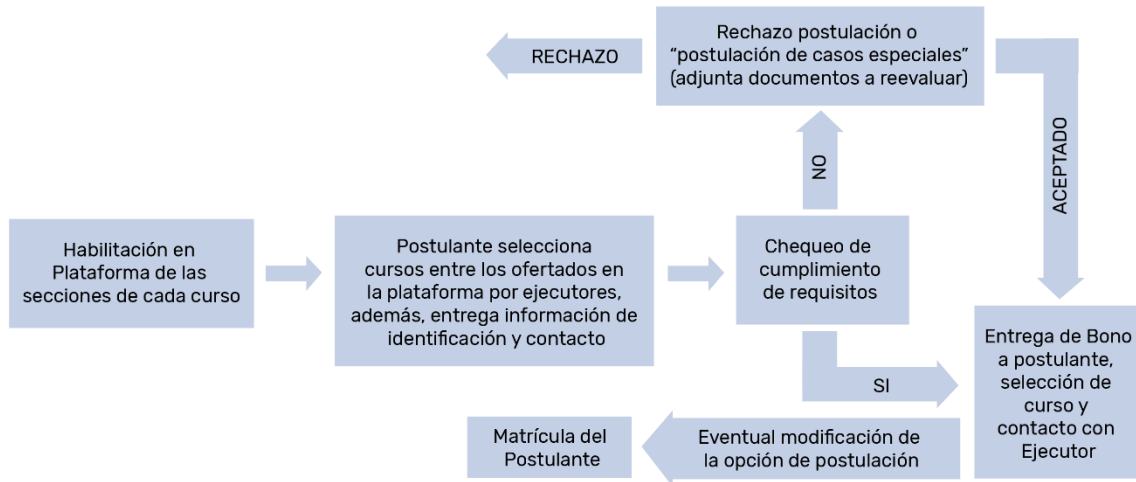 Habilitación en
Plataforma de las
secciones de cada curso
Postulante selecciona
cursos entre los ofertados en
la plataforma por ejecutores,
además, entrega información de
identificación y contacto
Chequeo de
cumplimiento
de requisitos
NO
Rechazo postulación o
“postulación de casos especiales”
(adjunta documentos a reevaluar)
RECHAZO
ACEPTADO
SI
Entrega de Bono
a postulante,
selección de
curso y
contacto con
Ejecutor
Eventual modificación de
la opción de postulación
Matrícula del
Postulante